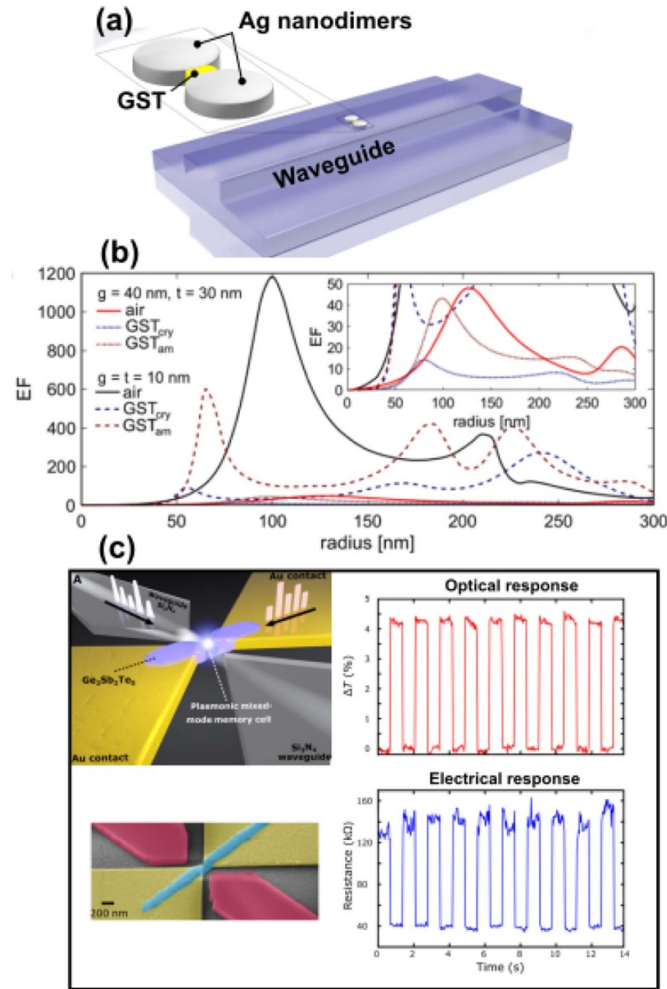 (a)
Ag nanodimers
GST
Waveguide
(b)
1200
1000
800
600
400
200
0
EF
g = 40 nm, t = 30 nm
air
GSTcry
GSTam
g = t = 10 nm
air
GSTcry
GSTam
50
40
30
20
10
0
EF
0 50 100 150 200 250 300
radius [nm]
0 50 100 150 200 250 300
radius [nm]
(c)
A
Au contact
Waveguide
Si3N4
Ge2Sb2Te5
Plasmonic mixed-
mode memory cell
Si3N4
waveguide
Au contact
200 nm
Optical response
5
4
3
2
1
0
ΔT (%)
Electrical response
160
120
80
40
Resistance (kΩ)
0 2 4 6 8 10 12 14
Time (s)